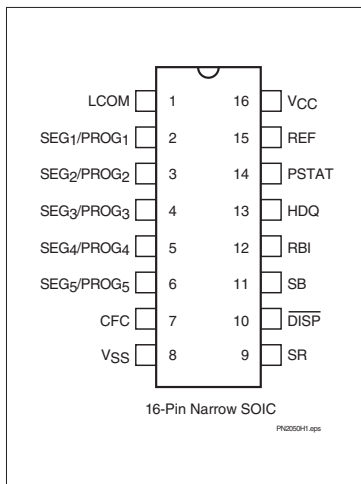 LCOM 1 16 VCC
SEG1/PROG1 2 15 REF
SEG2/PROG2 3 14 PSTAT
SEG3/PROG3 4 13 HDQ
SEG4/PROG4 5 12 RBI
SEG5/PROG5 6 11 SB
CFC 7 10 DISP
VSS 8 9 SR
16-Pin Narrow SOIC
PN2050H1.eps